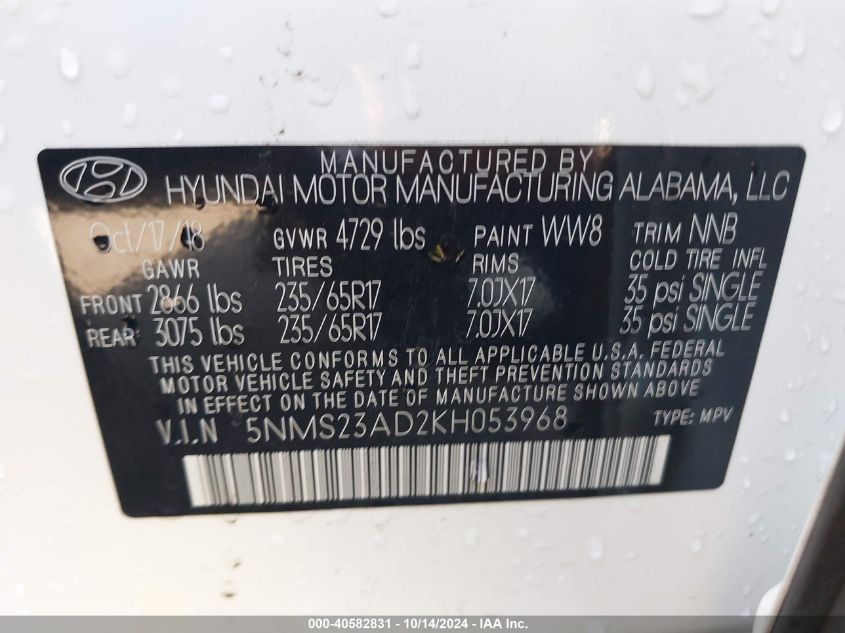 MANUFACTURED BY
HYUNDAI MOTOR MANUFACTURING ALABAMA, LLC
Oct/17/18 GVWR 4729 lbs PAINT WW8 TRIM NNB
GAWR TIRES RIMS COLD TIRE INFL
FRONT 2866 lbs 235/65R17 7.0JX17 35 psi SINGLE
REAR 3075 lbs 235/65R17 7.0JX17 35 psi SINGLE
THIS VEHICLE CONFORMS TO ALL APPLICABLE U.S.A. FEDERAL
MOTOR VEHICLE SAFETY AND THEFT PREVENTION STANDARDS
IN EFFECT ON THE DATE OF MANUFACTURE SHOWN ABOVE
V.I.N 5NMS23AD2KH053968 TYPE: MPV
000-40582831 - 10/14/2024 - IAA Inc.